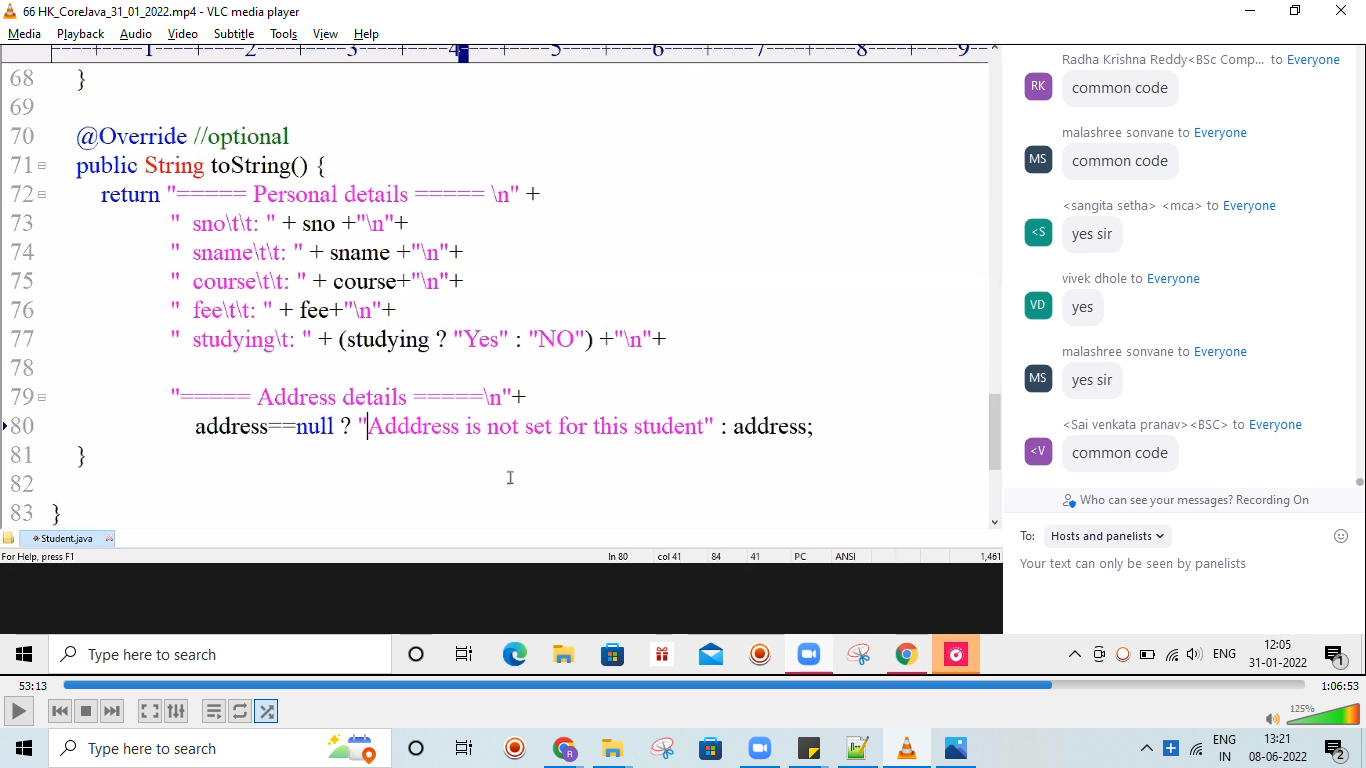 66 HK_CoreJava_31_01_2022.mp4 - VLC media player
Media Playback Audio Video Subtitle Tools View Help
----+----1----+----2----+----3----+----4----+----5----+----6----+----7----+----8----+----9--
68 }
69
70 @Override //optional
71 public String toString() {
72 return "===== Personal details ===== \n" +
73 " sno\t\t: " + sno +"\n"+
74 " sname\t\t: " + sname +"\n"+
75 " course\t\t: " + course+"\n"+
76 " fee\t\t: " + fee+"\n"+
77 " studying\t: " + (studying ? "Yes" : "NO") +"\n"+
78
79 "===== Address details =====\n"+
80 address==null ? "Adddress is not set for this student" : address;
81 }
82
83 }
Student.java
For Help, press F1 ln 80 col 41 84 41 PC ANSI 1,461
Radha Krishna Reddy<BSc Comp... to Everyone
RK common code
malashree sonvane to Everyone
MS common code
<sangita setha> <mca> to Everyone
<S yes sir
vivek dhole to Everyone
VD yes
malashree sonvane to Everyone
MS yes sir
<Sai venkata pranav><BSC> to Everyone
<V common code
Who can see your messages? Recording On
To: Hosts and panelists
Your text can only be seen by panelists
Type here to search
ENG
12:05
31-01-2022
1
53:13 1:06:53
125%
Type here to search
ENG
IN
13:21
08-06-2022
2